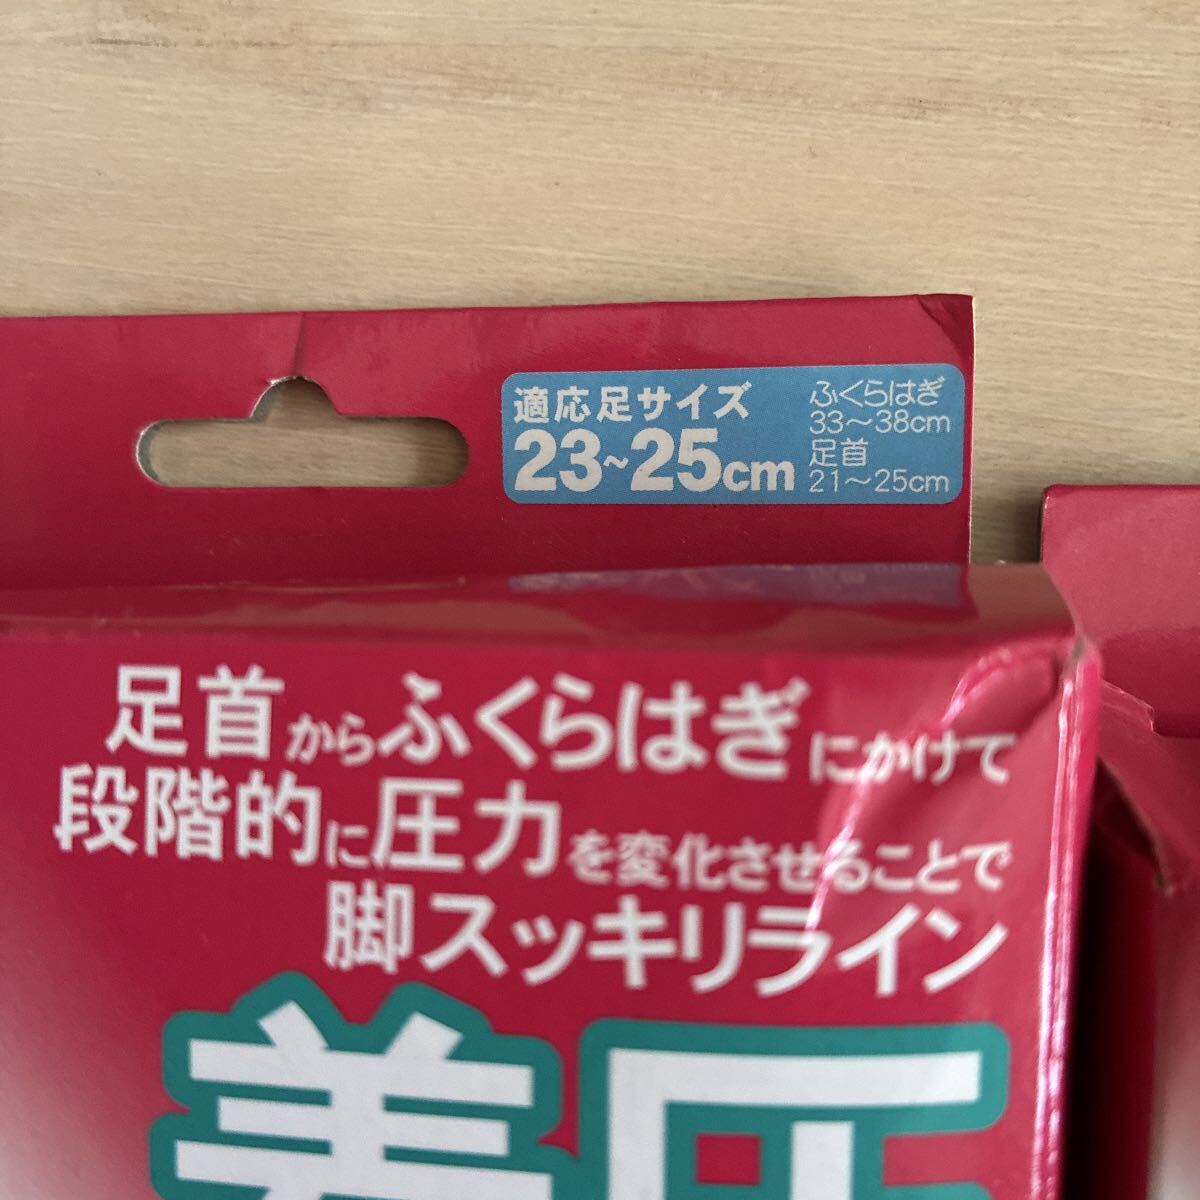 適応足サイズ
23~25cm
ふくらはぎ
33～38cm
足首
21～25cm
足首からふくらはぎにかけて
段階的に圧力を変化させることで
脚スッキリライン
着圧